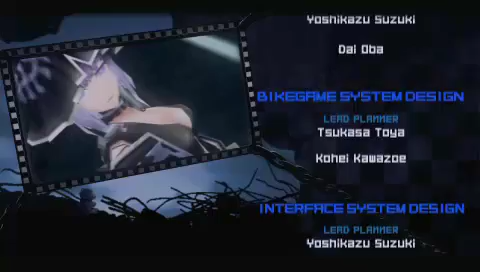 Yoshikazu Suzuki
Dai Oba
BIKEGAME SYSTEM DESIGN
LEAD PLANNER
Tsukasa Toya
Kohei Kawazoe
INTERFACE SYSTEM DESIGN
LEAD PLANNER
Yoshikazu Suzuki